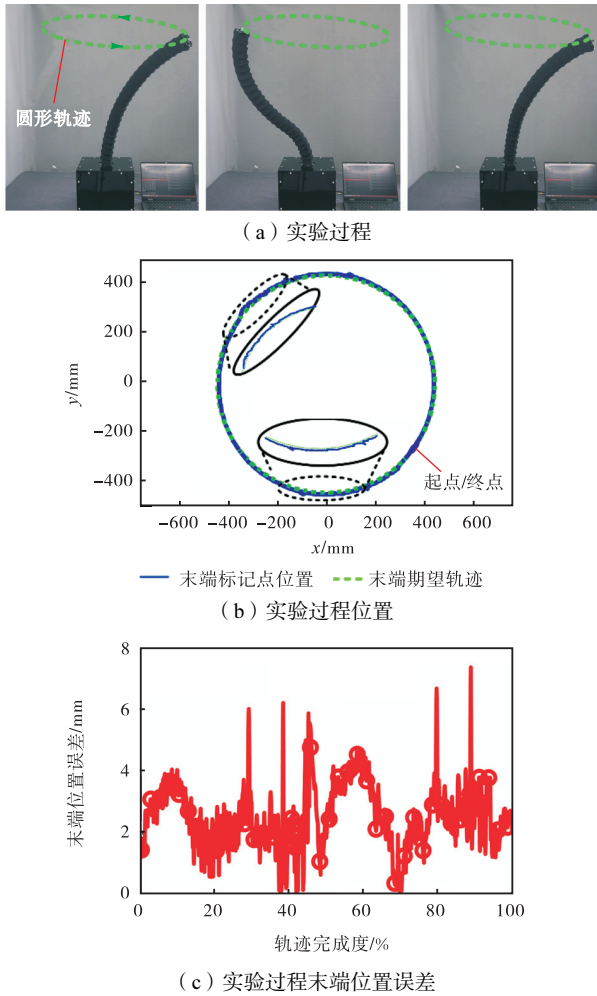 圆形轨迹
（a）实验过程
400
200
0
−200
−400
y/mm
−600 −400 −200 0 200 400 600
x/mm
起点/终点
末端标记点位置 末端期望轨迹
（b）实验过程位置
8
6
4
2
0
末端位置误差/mm
0 20 40 60 80 100
轨迹完成度/%
（c）实验过程末端位置误差